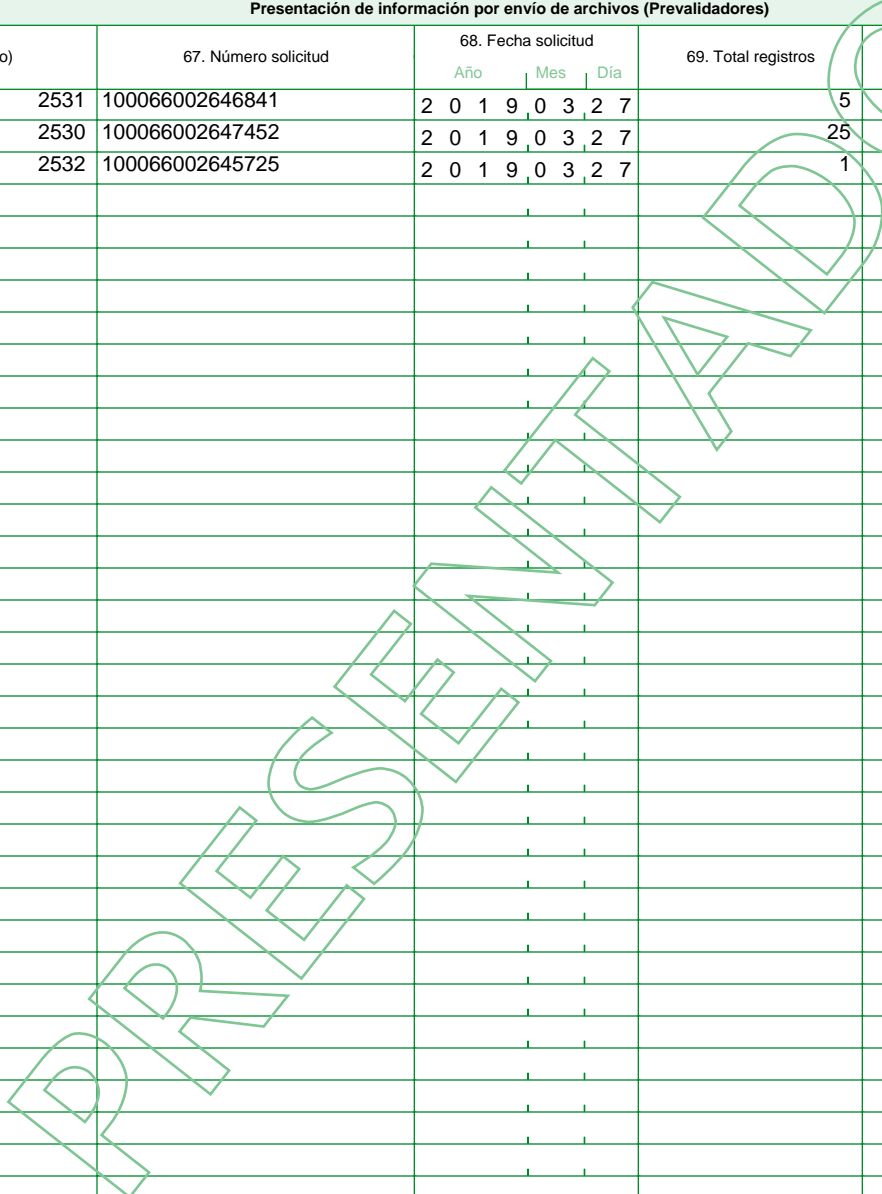 Presentación de información por envío de archivos (Prevalidadores)
o) 67. Número solicitud 68. Fecha solicitud 69. Total registros
Año Mes Día
2531 100066002646841 2 0 1 9 0 3 2 7 5
2530 100066002647452 2 0 1 9 0 3 2 7 25
2532 100066002645725 2 0 1 9 0 3 2 7 1
PRESENTADO